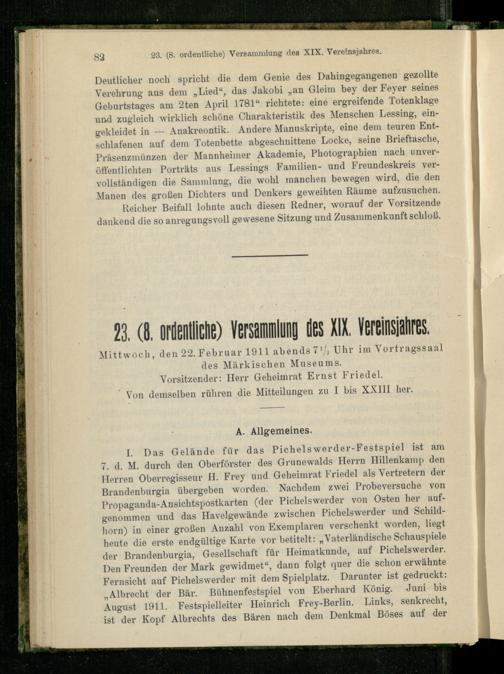 82 23. (8. ordentliche) Versammlung des XIX. Vereinsjahres.
Deutlicher noch spricht die dem Genie des Dahingegangenen gezollte
Verehrung aus dem „Lied“, das Jakobi „an Gleim bey der Feyer seines
Geburtstages am 2ten April 1781“ richtete: eine ergreifende Totenklage
und zugleich wirklich schöne Charakteristik des Menschen Lessing, ein-
gekleidet in — Anakreontik. Andere Manuskripte, eine dem teuren Ent-
schlafenen auf dem Totenbette abgeschnittene Locke, seine Brieftasche,
Präsenzmünzen der Mannheimer Akademie, Photographien nach unver-
öffentlichten Porträts aus Lessings Familien- und Freundeskreis ver-
vollständigen die Sammlung, die wohl manchen bewegen wird, die den
Manen des großen Dichters und Denkers geweihten Räume aufzusuchen.
Reicher Beifall lohnte auch diesen Redner, worauf der Vorsitzende
dankend die so anregungsvoll gewesene Sitzung und Zusammenkunft schloß.
23. (8. ordentliche) Versammlung des XIX. Vereinsjahres.
Mittwoch, den 22. Februar 1911 abends 7½ Uhr im Vortragssaal
des Märkischen Museums.
Vorsitzender: Herr Geheimrat Ernst Friedel.
Von demselben rühren die Mitteilungen zu I bis XXIII her.
A. Allgemeines.
I. Das Gelände für das Pichelswerder-Festspiel ist am
7. d. M. durch den Oberförster des Grunewalds Herrn Hillenkamp den
Herren Oberregisseur H. Frey und Geheimrat Friedel als Vertretern der
Brandenburgia übergeben worden. Nachdem zwei Probeversuche von
Propaganda-Ansichtspostkarten (der Pichelswerder von Osten her auf-
genommen und das Havelgewände zwischen Pichelswerder und Schild-
horn) in einer großen Anzahl von Exemplaren verschenkt worden, liegt
heute die erste endgültige Karte vor betitelt: „Vaterländische Schauspiele
der Brandenburgia, Gesellschaft für Heimatkunde, auf Pichelswerder.
Den Freunden der Mark gewidmet“, dann folgt quer die schon erwähnte
Fernsicht auf Pichelswerder mit dem Spielplatz. Darunter ist gedruckt:
„Albrecht der Bär. Bühnenfestspiel von Eberhard König. Juni bis
August 1911. Festspielleiter Heinrich Frey-Berlin. Links, senkrecht,
ist der Kopf Albrechts des Bären nach dem Denkmal Böses auf der